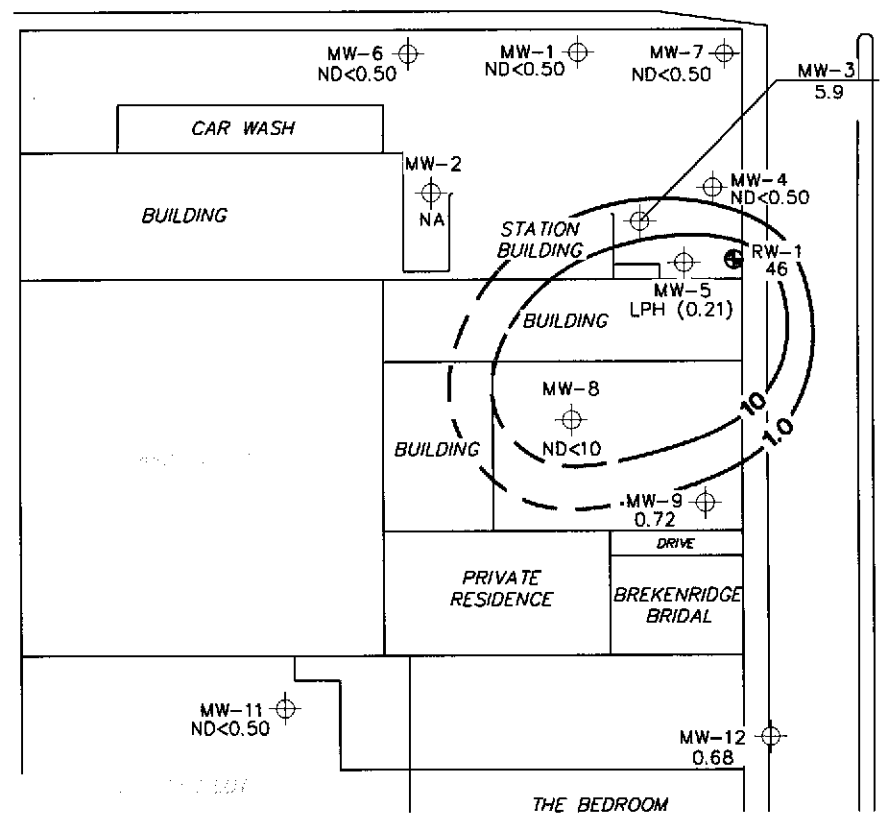 MW-6
ND<0.50
MW-1
ND<0.50
MW-7
ND<0.50
MW-3
5.9
CAR WASH
MW-2
NA
MW-4
ND<0.50
BUILDING
STATION
BUILDING
RW-1
46
MW-5
LPH (0.21)
BUILDING
MW-8
ND<10
10
1.0
BUILDING
MW-9
0.72
DRIVE
PRIVATE
RESIDENCE
BREKENRIDGE
BRIDAL
MW-11
ND<0.50
MW-12
0.68
LOT
THE BEDROOM